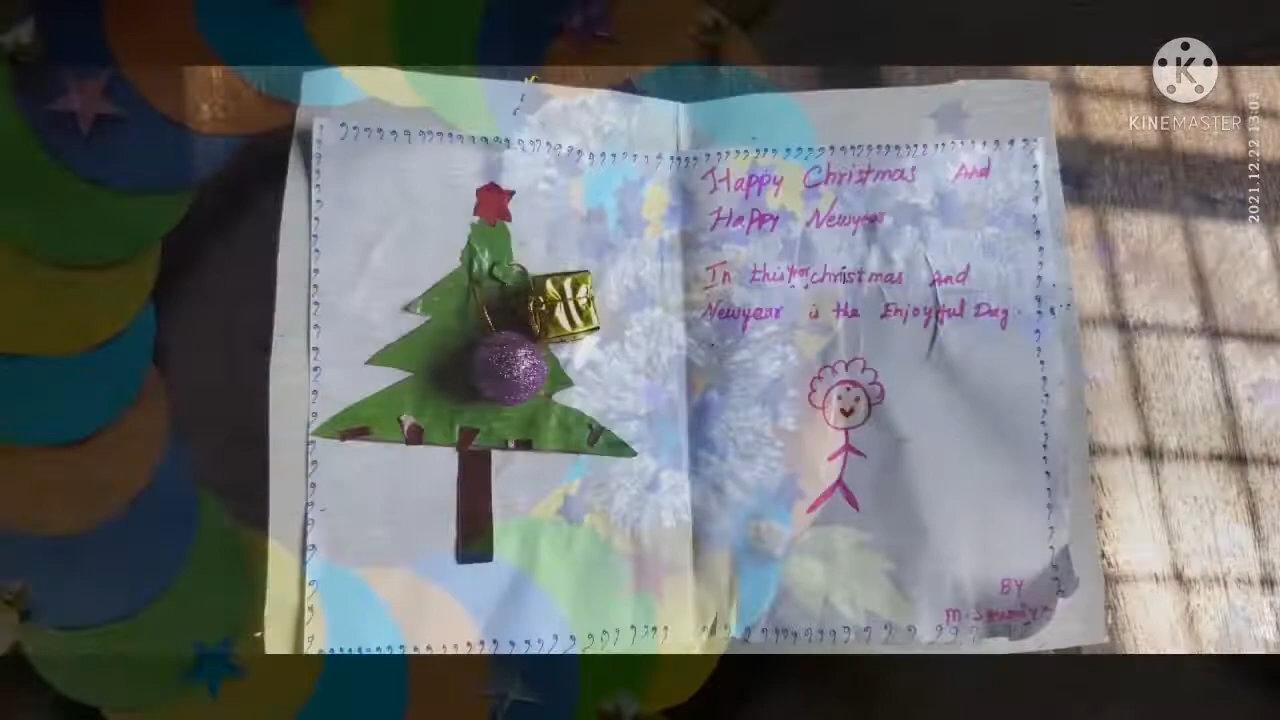 Happy Christmas And
Happy Newyear
In this christmas And
Newyear is the Enjoyful Day.
BY
KINEMASTER
2021.12.22 13:03